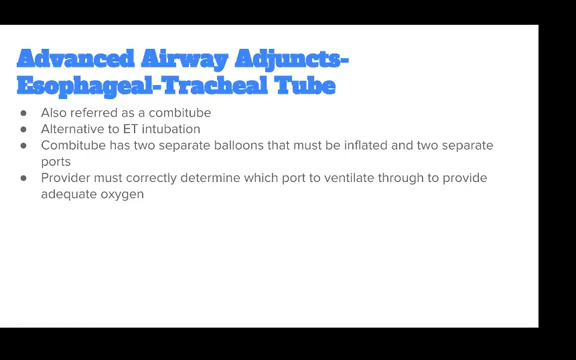 Advanced Airway Adjuncts-
Esophageal-Tracheal Tube
● Also referred as a combitube
● Alternative to ET intubation
● Combitube has two separate balloons that must be inflated and two separate
ports
● Provider must correctly determine which port to ventilate through to provide
adequate oxygen